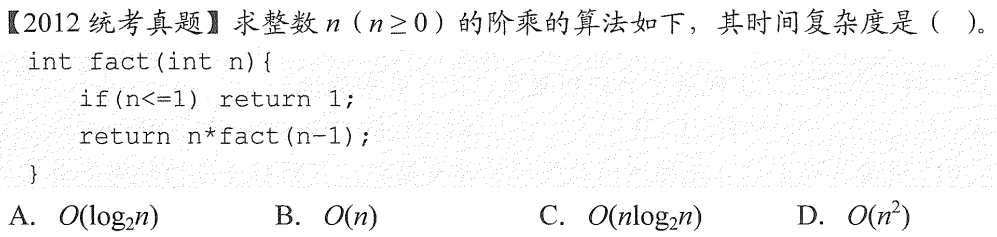 【2012 统考真题】求整数 n（n ≥ 0）的阶乘的算法如下，其时间复杂度是（ ）。
int fact(int n){
if(n<=1) return 1;
return n*fact(n-1);
}
A. O(log₂n) B. O(n) C. O(nlog₂n) D. O(n²)